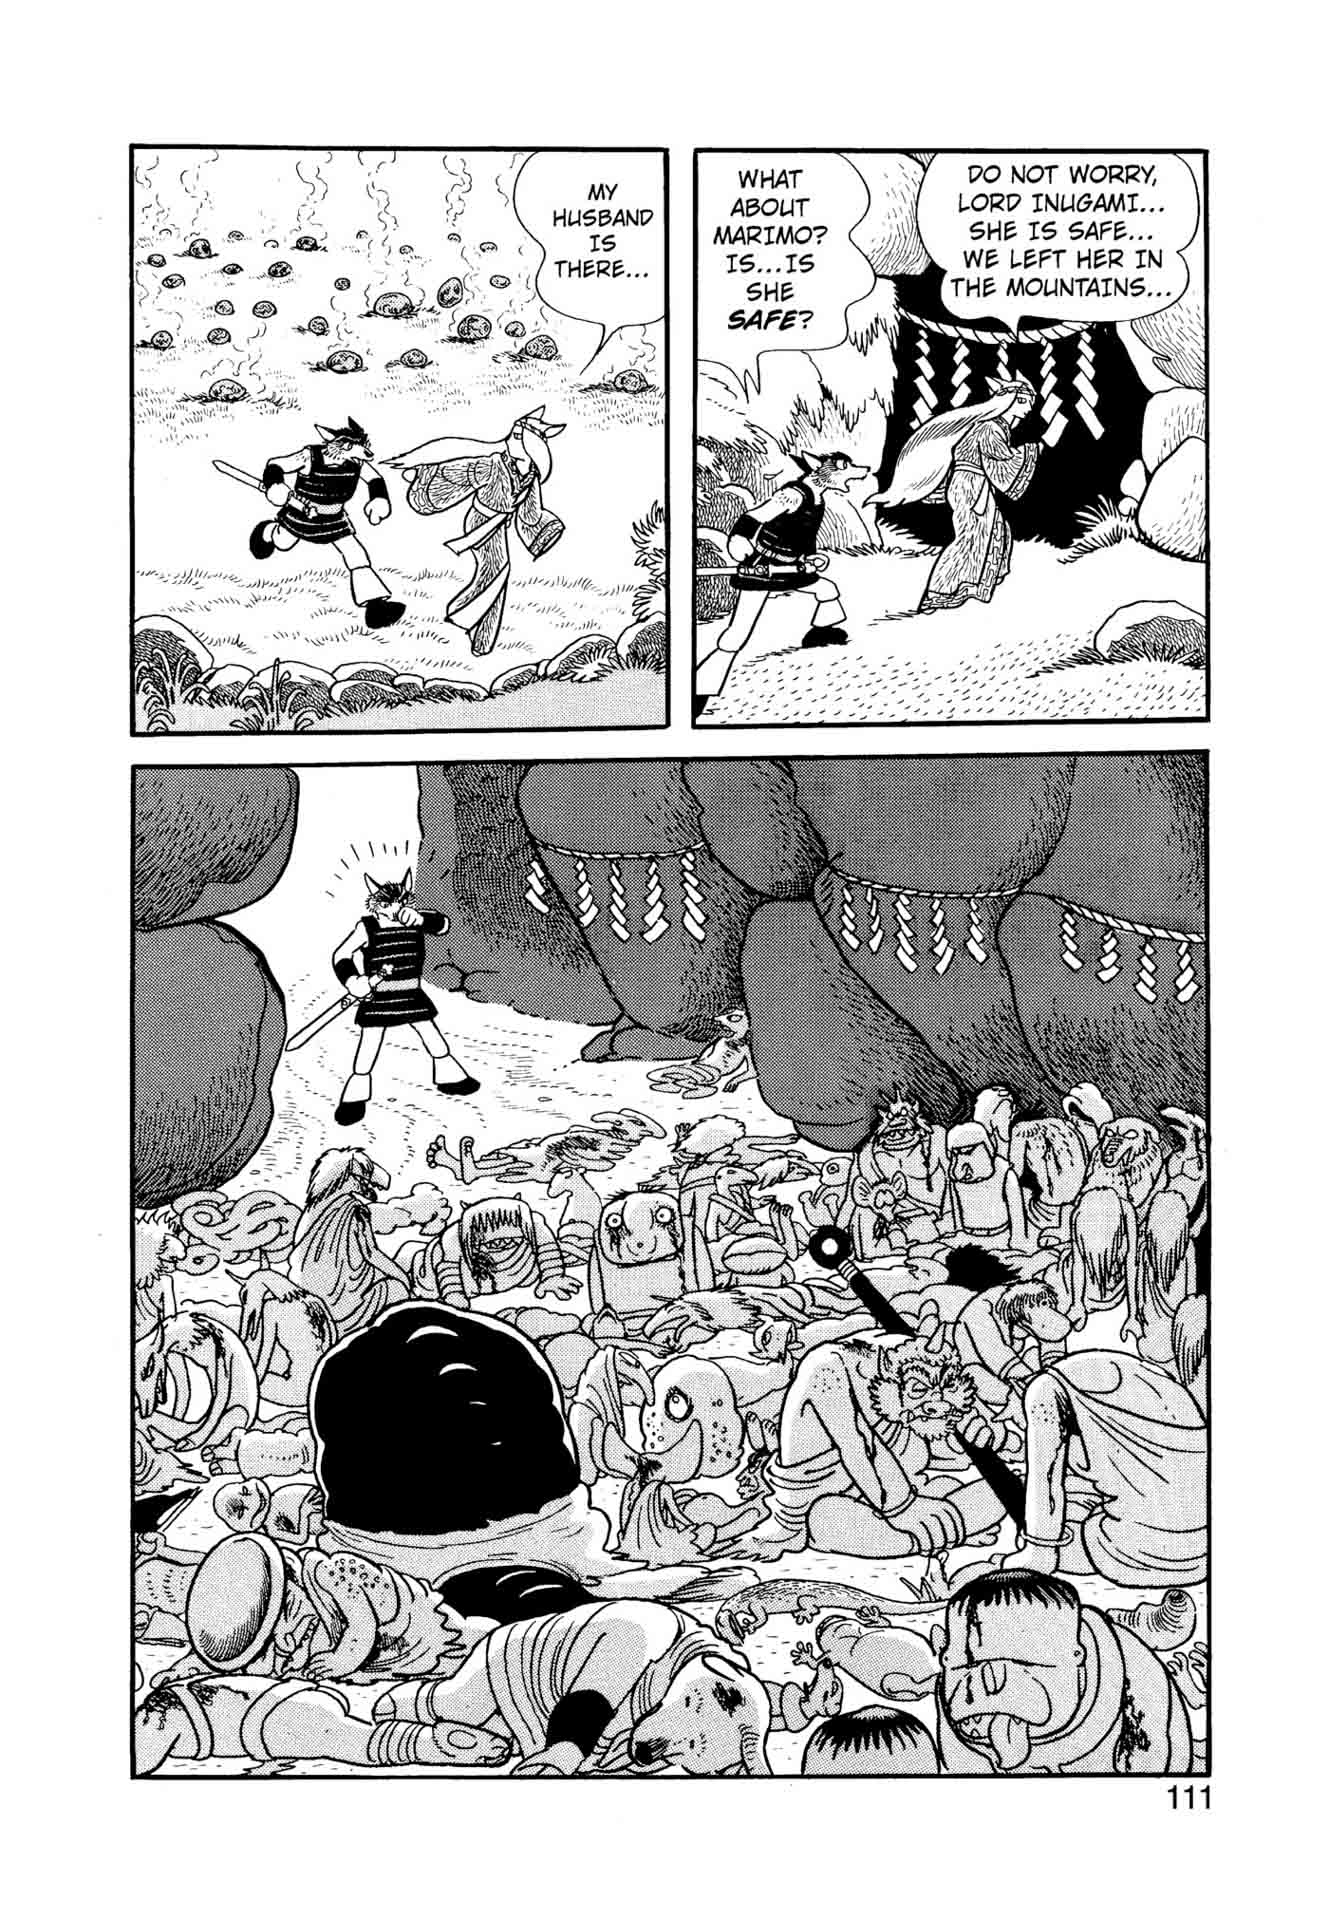 MY
HUSBAND
IS
THERE...
WHAT
ABOUT
MARIMO?
IS...IS
SHE
SAFE?
DO NOT WORRY,
LORD INUGAMI...
SHE IS SAFE...
WE LEFT HER IN
THE MOUNTAINS...
111